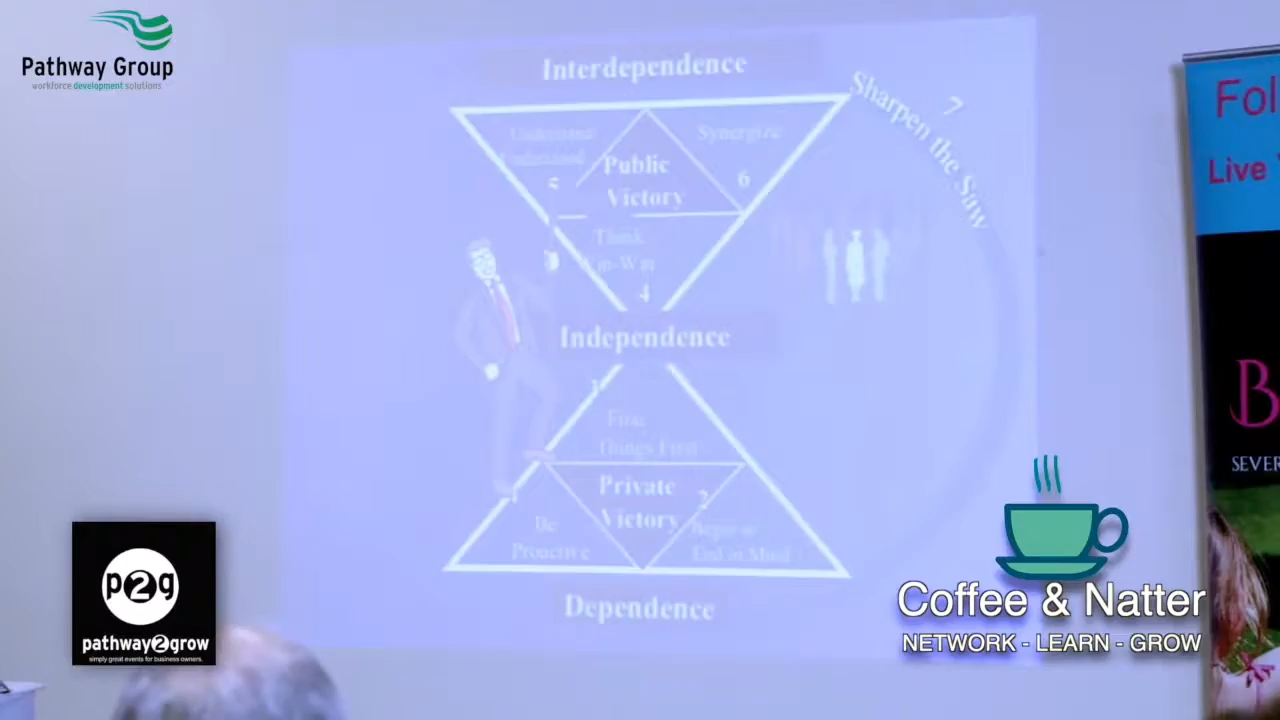 Pathway Group
workforce development solutions
Interdependence
Sharpen the Saw
7
Understand
Understood
Synergize
Public
Victory
5
6
Think
Win-Win
4
Independence
3
First
Things First
Private
Victory
1
2
Be
Proactive
Begin w
End in Mind
Dependence
Fol
Live
B
SEVER
p2g
pathway2grow
simply great events for business owners.
Coffee & Natter
NETWORK - LEARN - GROW